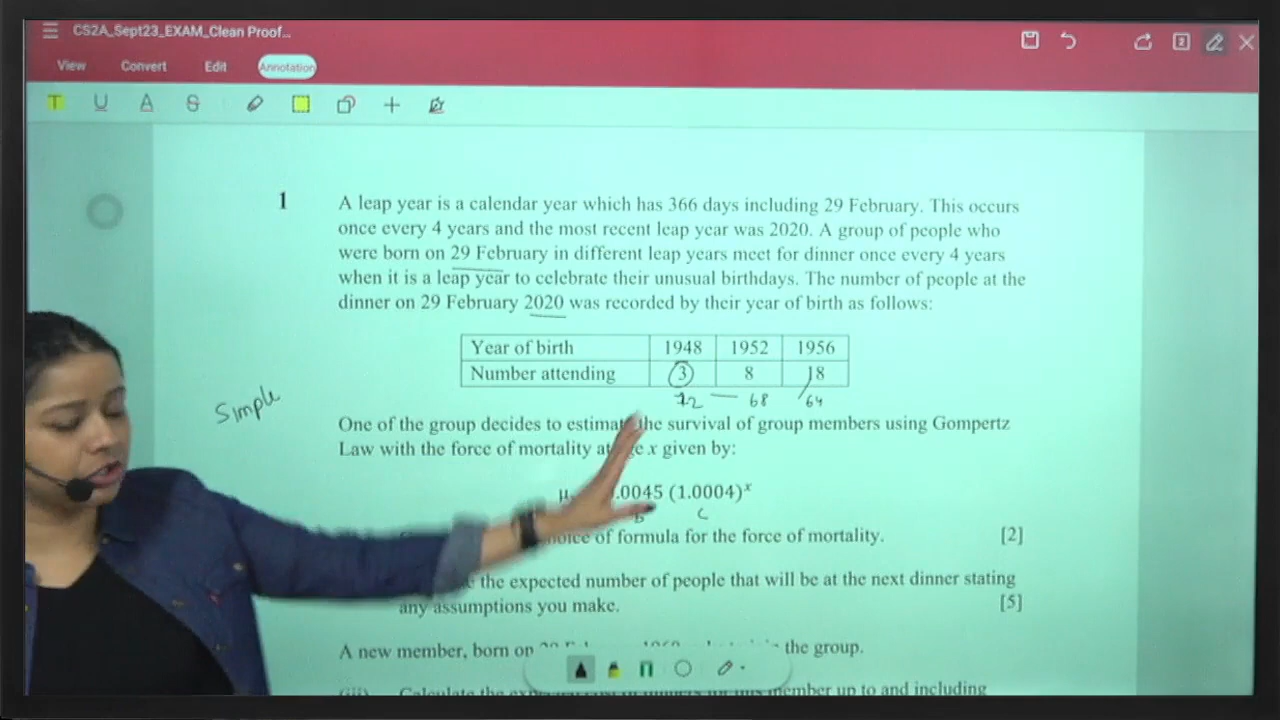 CS2A_Sept23_EXAM_Clean Proof...
View Convert Edit Annotation
T U A S
1 A leap year is a calendar year which has 366 days including 29 February. This occurs
once every 4 years and the most recent leap year was 2020. A group of people who
were born on 29 February in different leap years meet for dinner once every 4 years
when it is a leap year to celebrate their unusual birthdays. The number of people at the
dinner on 29 February 2020 was recorded by their year of birth as follows:
Year of birth 1948 1952 1956
Number attending 3 8 18
72 68 64
Simple
One of the group decides to estimate the survival of group members using Gompertz
Law with the force of mortality at age x given by:
.0045 (1.0004)ˣ
B C
of formula for the force of mortality. [2]
the expected number of people that will be at the next dinner stating
any assumptions you make. [5]
A new member, born on the group.
(iii) Calculate the member up to and including